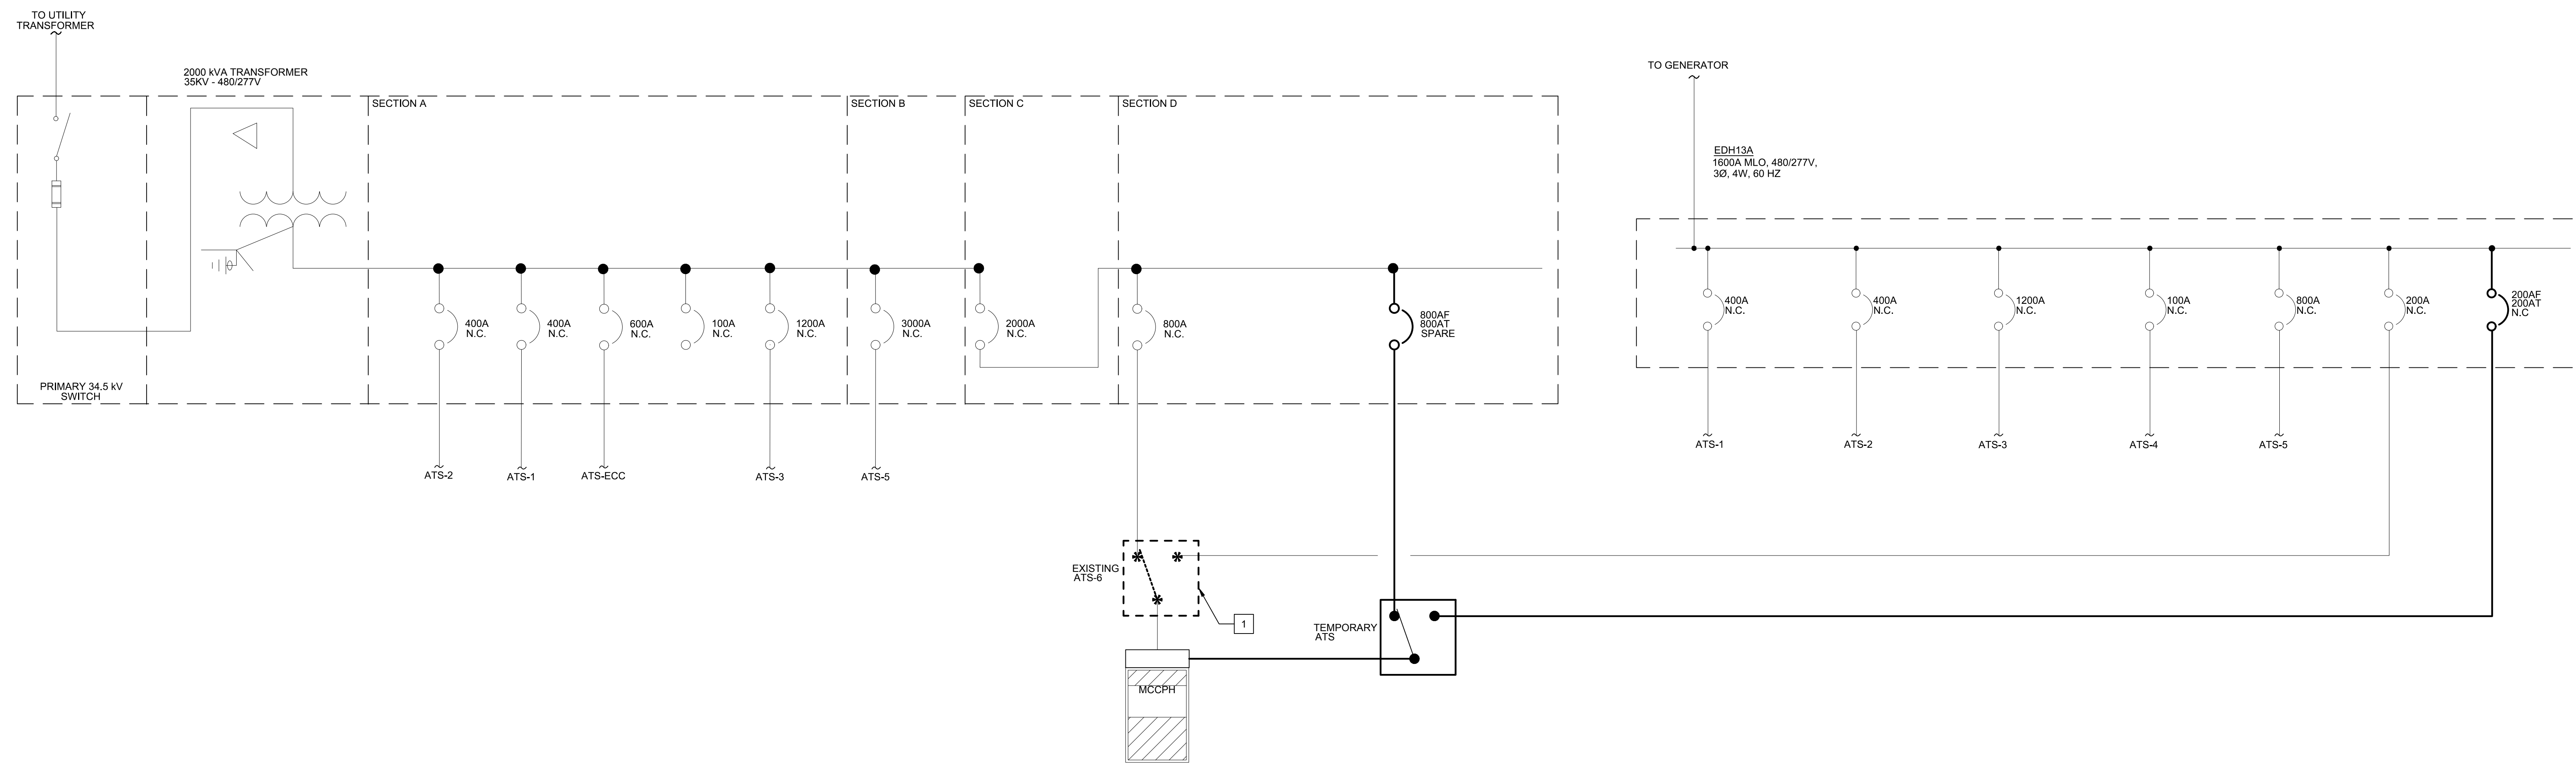 TO UTILITY
TRANSFORMER
2000 kVA TRANSFORMER
35KV - 480/277V
PRIMARY 34.5 kV
SWITCH
SECTION A
SECTION B
SECTION C
SECTION D
400A
N.C.
400A
N.C.
600A
N.C.
100A
N.C.
1200A
N.C.
3000A
N.C.
2000A
N.C.
800A
N.C.
800AF
800AT
SPARE
ATS-2
ATS-1
ATS-ECC
ATS-3
ATS-5
TO GENERATOR
EDH13A
1600A MLO, 480/277V,
3Ø, 4W, 60 HZ
400A
N.C.
400A
N.C.
1200A
N.C.
100A
N.C.
800A
N.C.
200A
N.C.
200AF
200AT
N.C
ATS-1
ATS-2
ATS-3
ATS-4
ATS-5
EXISTING
ATS-6
1
TEMPORARY
ATS
MCCPH